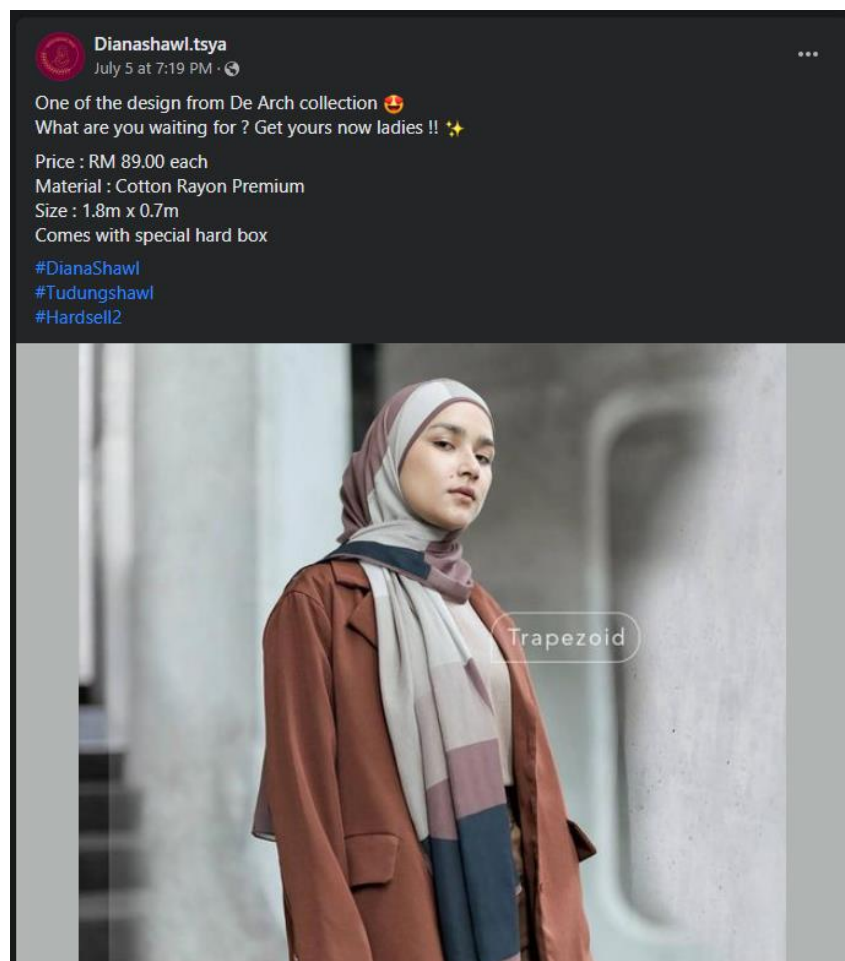 Dianashawl.tsya
July 5 at 7:19 PM ·
One of the design from De Arch collection 🤩
What are you waiting for ? Get yours now ladies !! ✨
Price : RM 89.00 each
Material : Cotton Rayon Premium
Size : 1.8m x 0.7m
Comes with special hard box
#DianaShawl
#Tudungshawl
#Hardsell2
Trapezoid